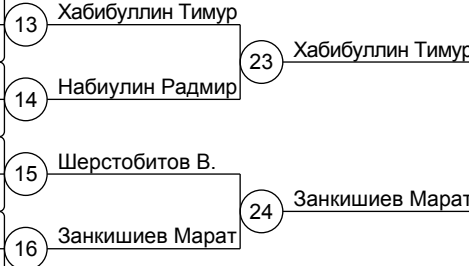 13
Хабибуллин Тимур
23
Хабибуллин Тимур
14
Набиулин Радмир
15
Шерстобитов В.
24
Занкишиев Марат
16
Занкишиев Марат